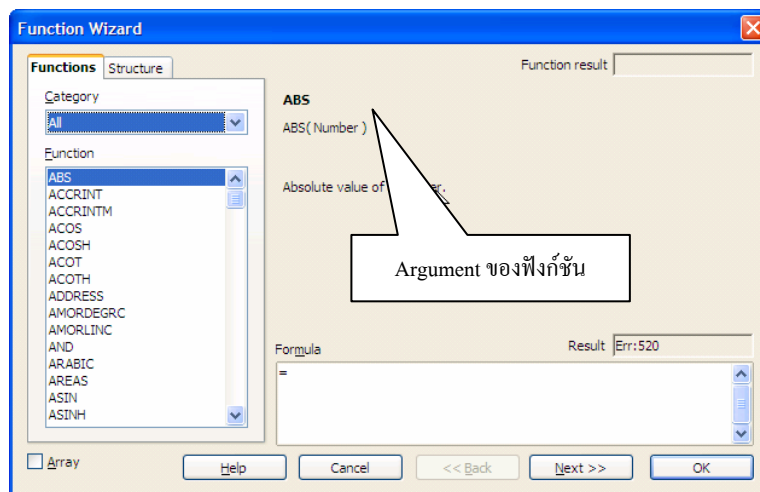 Function Wizard
Functions Structure
Function result
Category
All
ABS
ABS( Number )
Function
ABS
ACCRINT
ACCRINTM
ACOS
ACOSH
ACOT
ACOTH
ADDRESS
AMORDEGRC
AMORLINC
AND
ARABIC
AREAS
ASIN
ASINH
Absolute value of
Argument ของฟังก์ชัน
Formula
Result Err:520
=
Array
Help
Cancel
<< Back
Next >>
OK